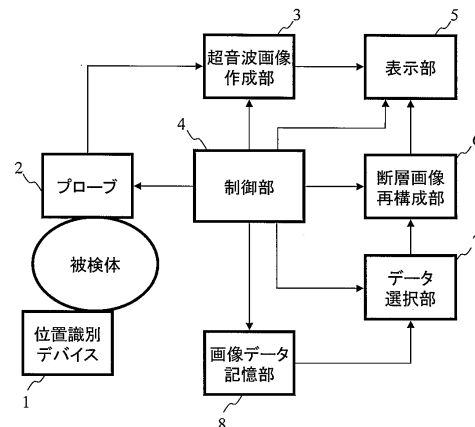 3
超音波画像
作成部
5
表示部
4
制御部
2
プローブ
6
断層画像
再構成部
被検体
7
データ
選択部
位置識別
デバイス
1
画像データ
記憶部
8